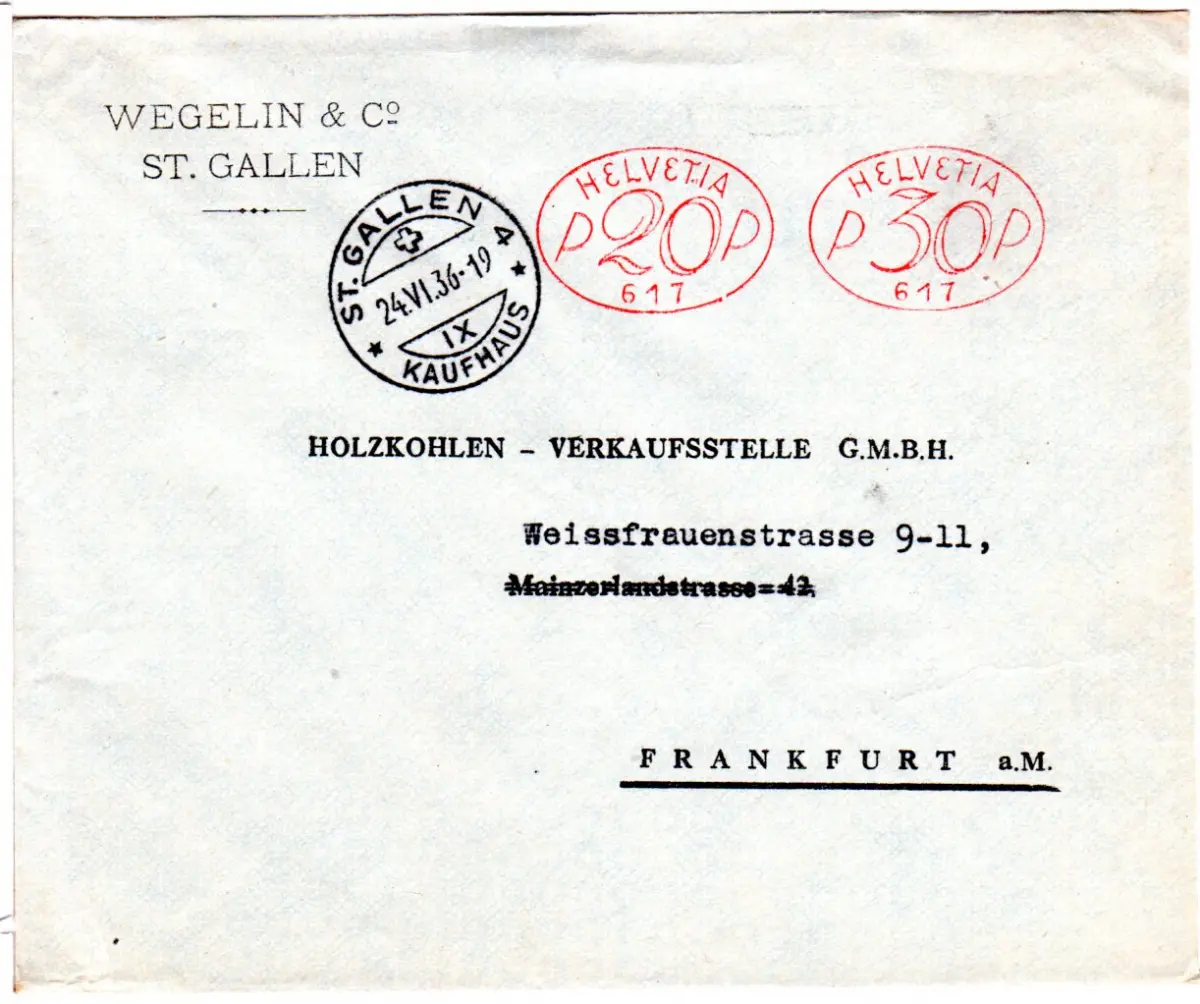 WEGELIN & Cº
ST. GALLEN
ST. GALLEN 4
24.VI.36-19
IX
KAUFHAUS
HELVETIA
P 20 P
617
HELVETIA
P 30 P
617
HOLZKOHLEN – VERKAUFSSTELLE G.M.B.H.
Weissfrauenstrasse 9-11,
Mainzerlandstrasse
FRANKFURT a.M.